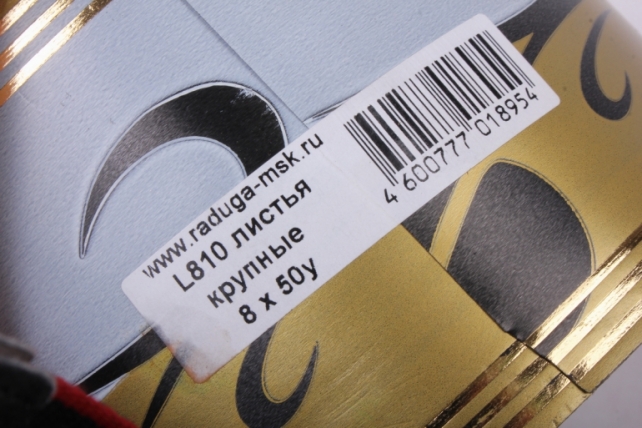 www.raduga-msk.ru
L810 листья
крупные
8 x 50y
4 600777 018954